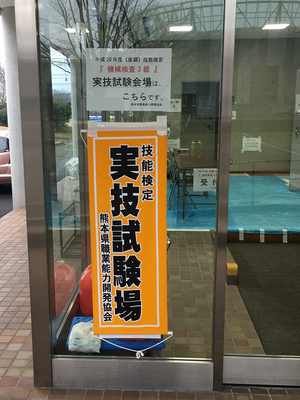 平成30年度(後期)技能検定
『機械検査3級』
実技試験会場は、
こちらです。
技能検定
実技試験場
熊本県職業能力開発協会
受付